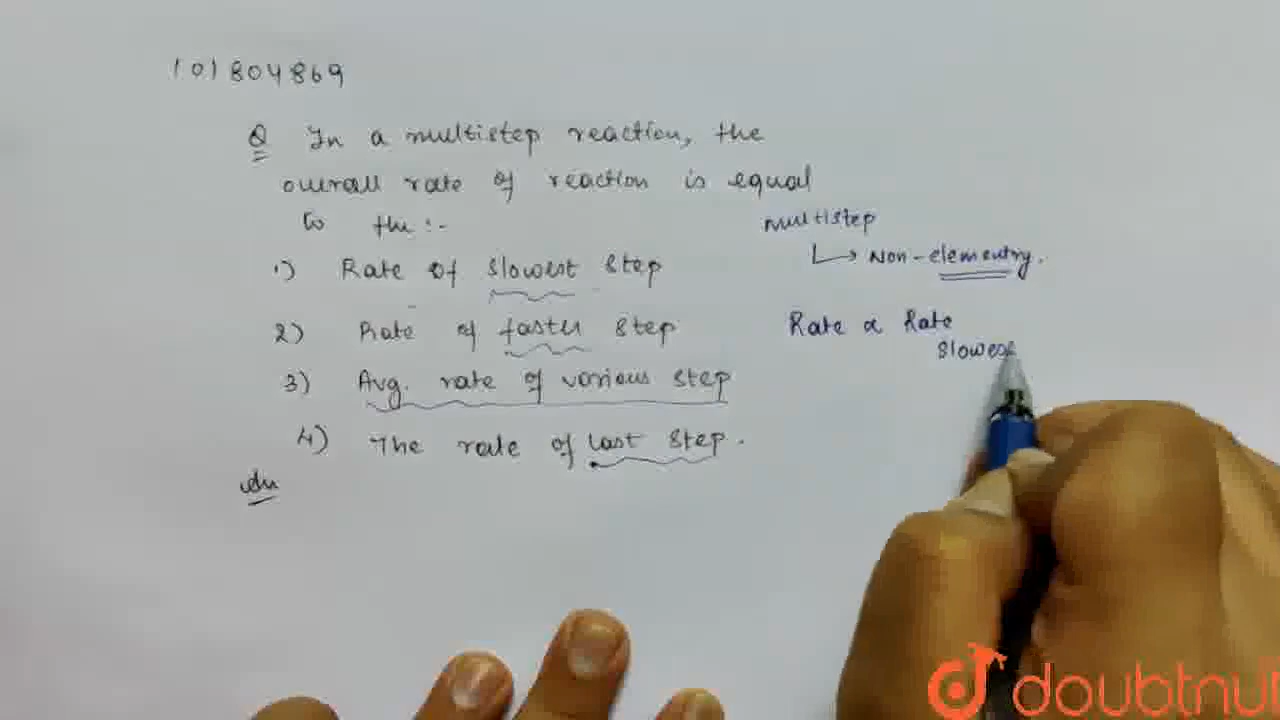 101804869
Q In a multistep reaction, the
overall rate of reaction is equal
to the :-
1) Rate of slowest step
2) Rate of faster step
3) Avg. rate of various step
4) The rate of last step.
multistep
↳ Non-elementry.
Rate α Rate
slowest
doubtnut